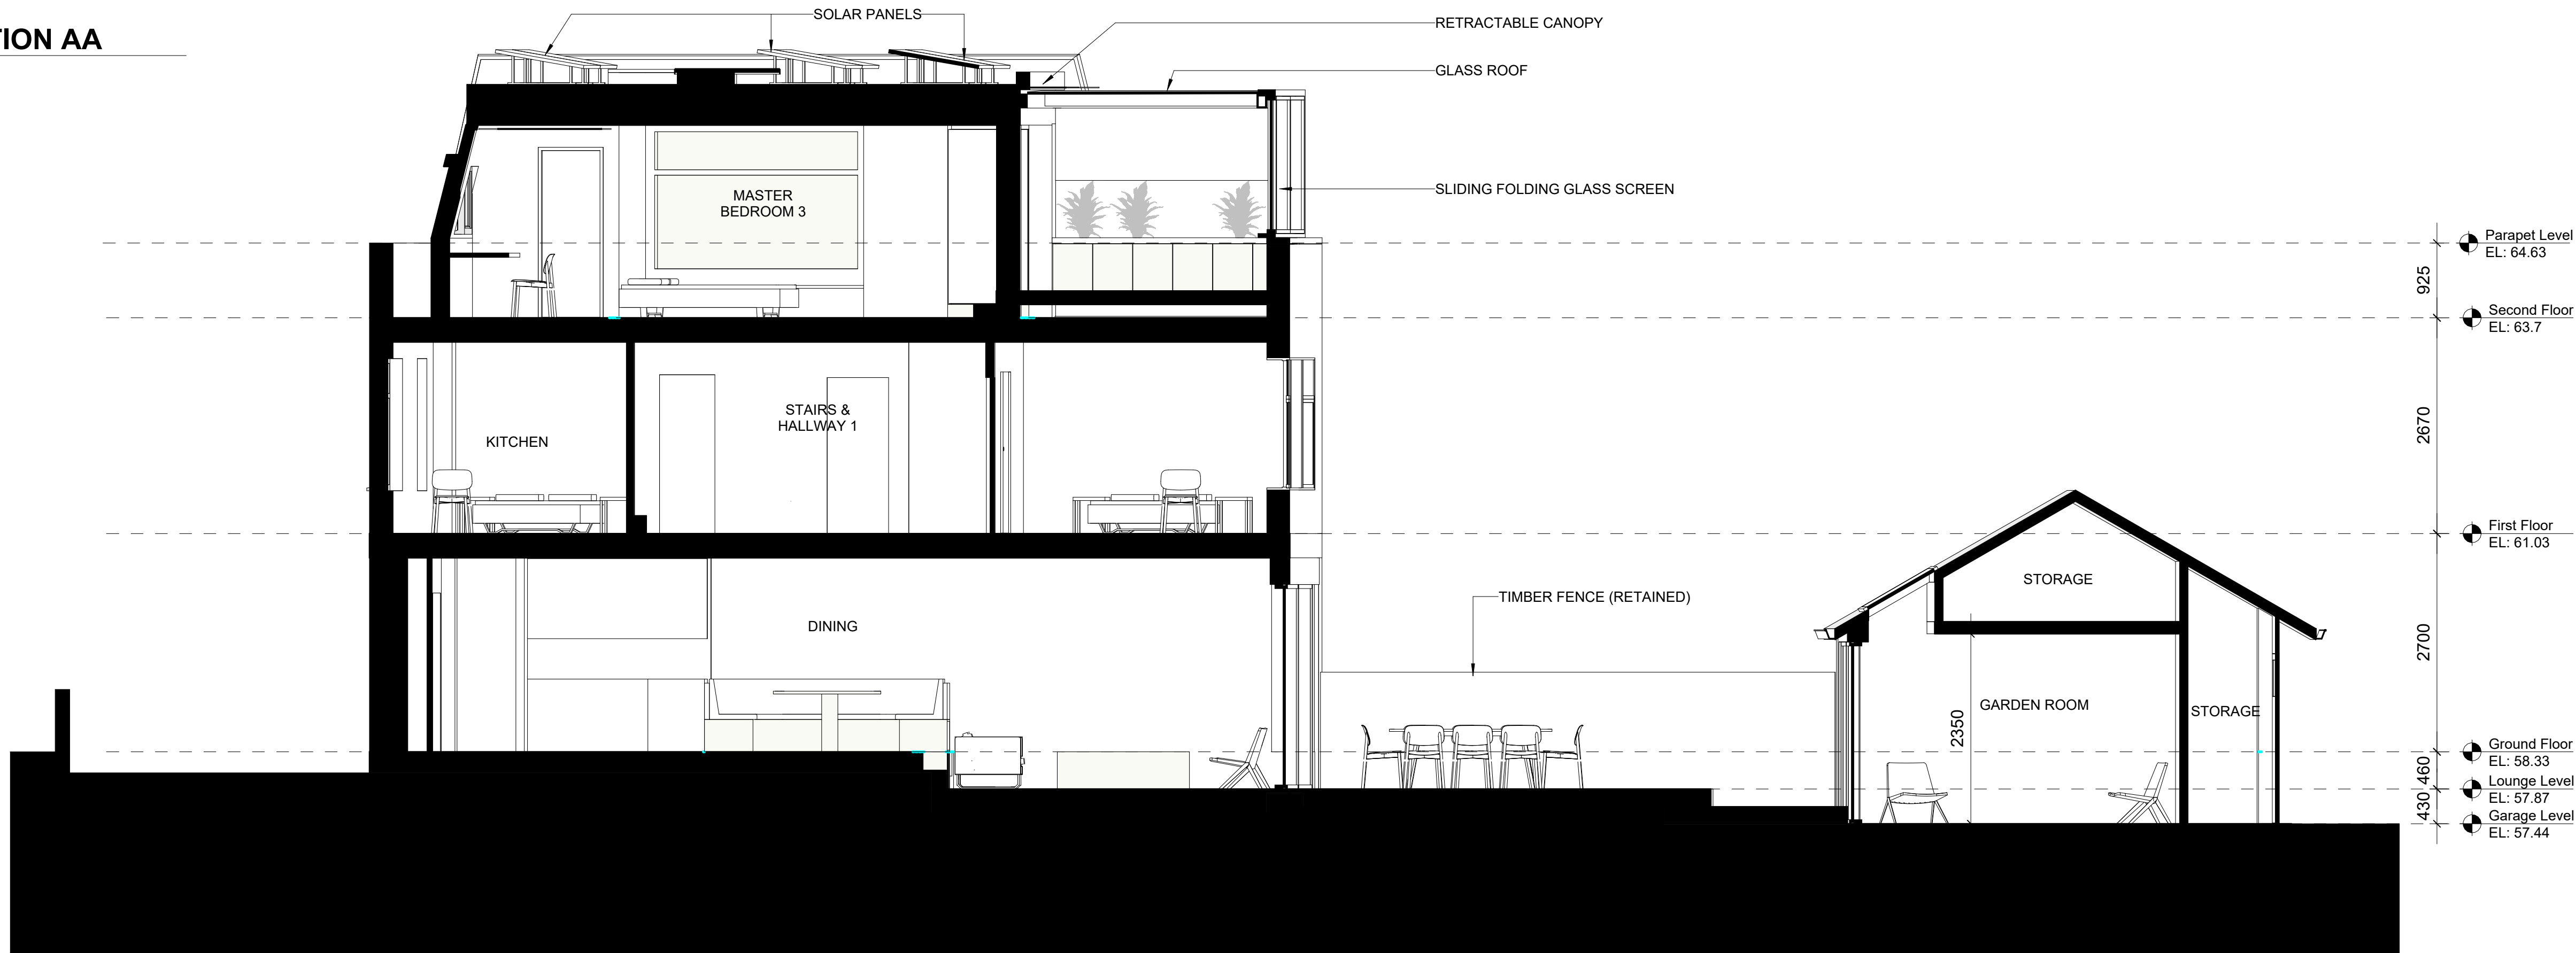 TION AA
SOLAR PANELS
RETRACTABLE CANOPY
GLASS ROOF
MASTER
BEDROOM 3
SLIDING FOLDING GLASS SCREEN
Parapet Level
EL: 64.63
925
Second Floor
EL: 63.7
2670
STAIRS &
HALLWAY 1
KITCHEN
First Floor
EL: 61.03
STORAGE
TIMBER FENCE (RETAINED)
DINING
2700
GARDEN ROOM
STORAGE
2350
Ground Floor
EL: 58.33
460
Lounge Level
EL: 57.87
430
Garage Level
EL: 57.44